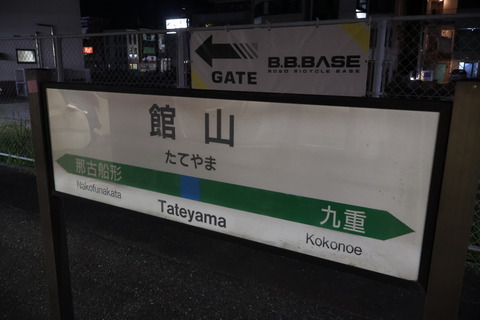 B.B.BASE
BOSO BICYCLE BASE
GATE
館山
たてやま
那古船形
Nakofunakata
九重
Kokonoe
Tateyama